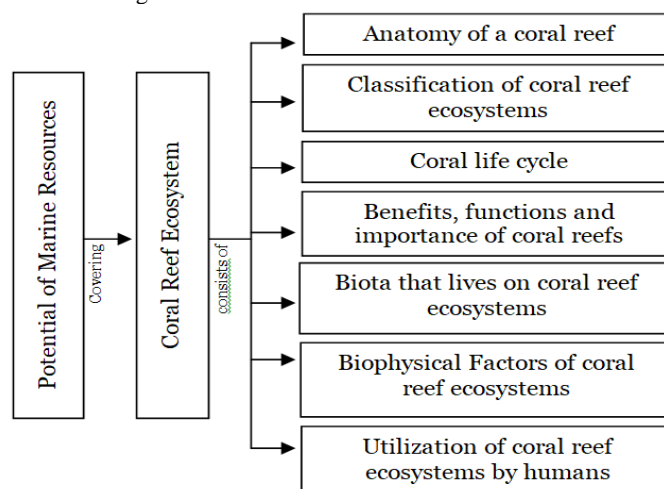 Potential of Marine Resources
Covering
Coral Reef Ecosystem
consists of
Anatomy of a coral reef
Classification of coral reef
ecosystems
Coral life cycle
Benefits, functions and
importance of coral reefs
Biota that lives on coral reef
ecosystems
Biophysical Factors of coral
reef ecosystems
Utilization of coral reef
ecosystems by humans